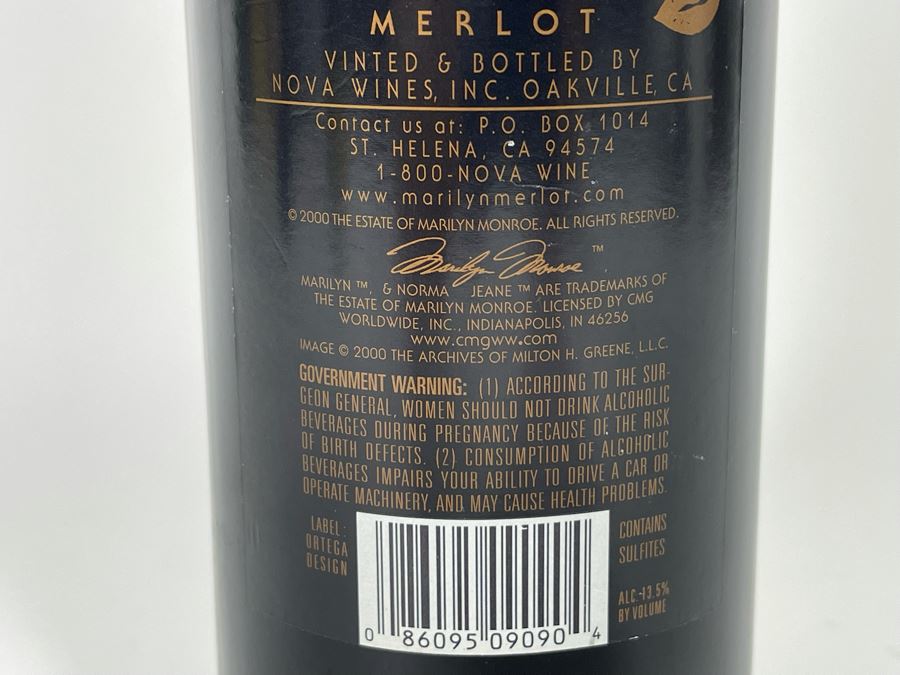 MERLOT
VINTED & BOTTLED BY
NOVA WINES, INC. OAKVILLE, CA
Contact us at: P.O. BOX 1014
ST. HELENA, CA 94574
1-800-NOVA WINE
www.marilynmerlot.com
© 2000 THE ESTATE OF MARILYN MONROE. ALL RIGHTS RESERVED.
Marilyn Monroe ™
MARILYN ™, & NORMA JEANE ™ ARE TRADEMARKS OF
THE ESTATE OF MARILYN MONROE. LICENSED BY CMG
WORLDWIDE, INC., INDIANAPOLIS, IN 46256
www.cmgww.com
IMAGE © 2000 THE ARCHIVES OF MILTON H. GREENE, L.L.C.
GOVERNMENT WARNING: (1) ACCORDING TO THE SUR-
GEON GENERAL, WOMEN SHOULD NOT DRINK ALCOHOLIC
BEVERAGES DURING PREGNANCY BECAUSE OF THE RISK
OF BIRTH DEFECTS. (2) CONSUMPTION OF ALCOHOLIC
BEVERAGES IMPAIRS YOUR ABILITY TO DRIVE A CAR OR
OPERATE MACHINERY, AND MAY CAUSE HEALTH PROBLEMS.
LABEL:
ORTEGA
DESIGN
0 86095 09090 4
CONTAINS
SULFITES
ALC. 13.5%
BY VOLUME